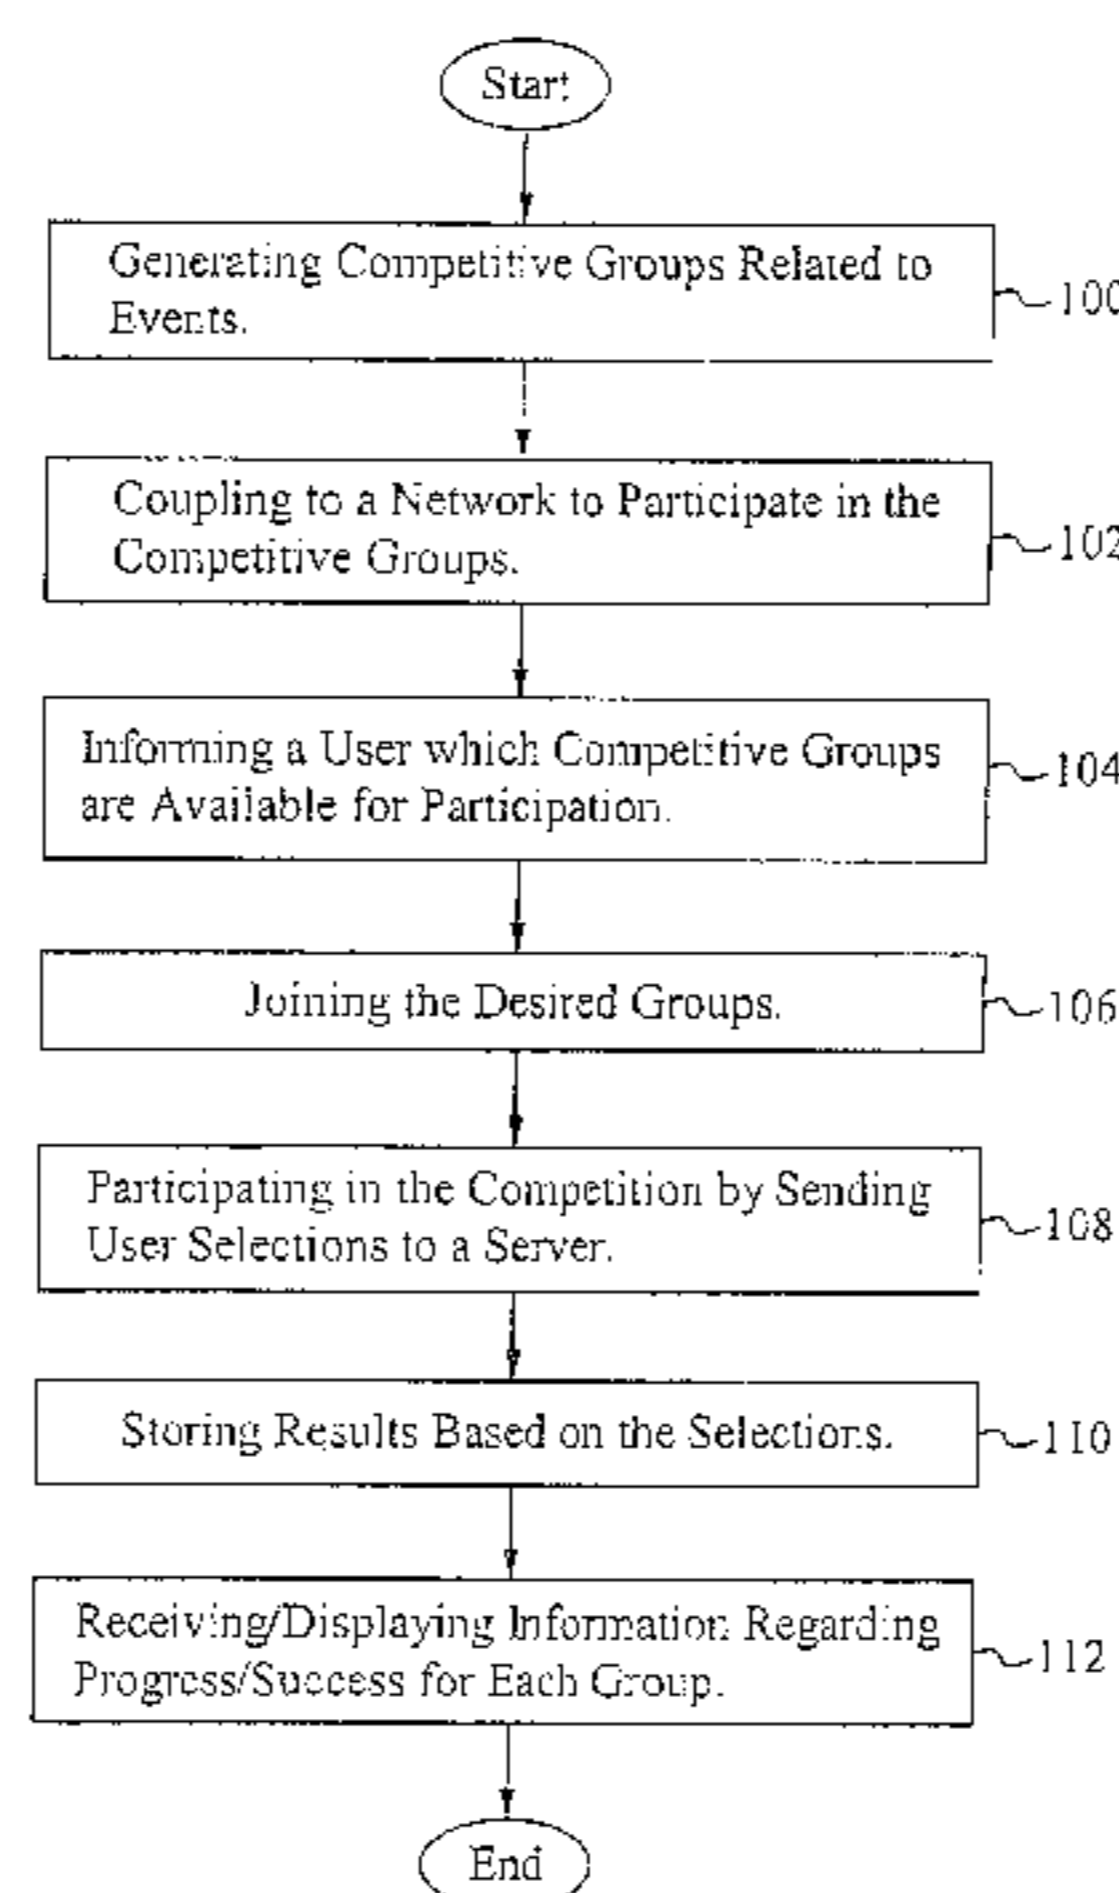 Start
Generating Competitive Groups Related to
Events.
100
Coupling to a Network to Participate in the
Competitive Groups.
102
Informing a User which Competitive Groups
are Available for Participation.
104
Joining the Desired Groups.
106
Participating in the Competition by Sending
User Selections to a Server.
108
Storing Results Based on the Selections.
110
Receiving/Displaying Information Regarding
Progress/Success for Each Group.
112
End